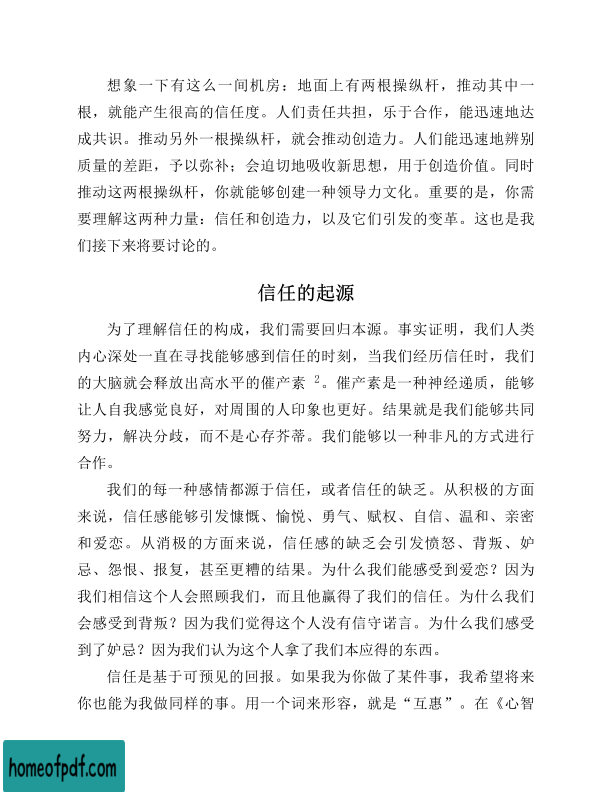 想象一下有这么一间机房：地面上有两根操纵杆，推动其中一
根，就能产生很高的信任度。人们责任共担，乐于合作，能迅速地达
成共识。推动另外一根操纵杆，就会推动创造力。人们能迅速地辨别
质量的差距，予以弥补；会迫切地吸收新思想，用于创造价值。同时
推动这两根操纵杆，你就能够创建一种领导力文化。重要的是，你需
要理解这两种力量：信任和创造力，以及它们引发的变革。这也是我
们接下来将要讨论的。
信任的起源
为了理解信任的构成，我们需要回归本源。事实证明，我们人类
内心深处一直在寻找能够感到信任的时刻，当我们经历信任时，我们
的大脑就会释放出高水平的催产素 2。催产素是一种神经递质，能够
让人自我感觉良好，对周围的人印象也更好。结果就是我们能够共同
努力，解决分歧，而不是心存芥蒂。我们能够以一种非凡的方式进行
合作。
我们的每一种感情都源于信任，或者信任的缺乏。从积极的方面
来说，信任感能够引发慷慨、愉悦、勇气、赋权、自信、温和、亲密
和爱恋。从消极的方面来说，信任感的缺乏会引发愤怒、背叛、妒
忌、怨恨、报复，甚至更糟的结果。为什么我们能感受到爱恋？因为
我们相信这个人会照顾我们，而且他赢得了我们的信任。为什么我们
会感受到背叛？因为我们觉得这个人没有信守诺言。为什么我们感受
到了妒忌？因为我们认为这个人拿了我们本应得的东西。
信任是基于可预见的回报。如果我为你做了某件事，我希望将来
你也能为我做同样的事。用一个词来形容，就是“互惠”。在《心智
homeofpdf.com